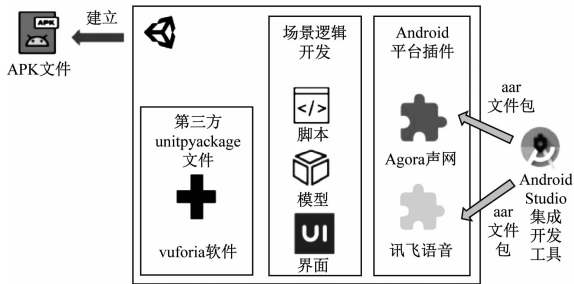 建立
APK
APK文件
第三方
unitpyackage
文件
vuforia软件
场景逻辑
开发
</>
脚本
模型
UI
界面
Android
平台插件
Agora声网
讯飞语音
aar
文件包
aar
文件
包
Android
Studio
集成
开发
工具